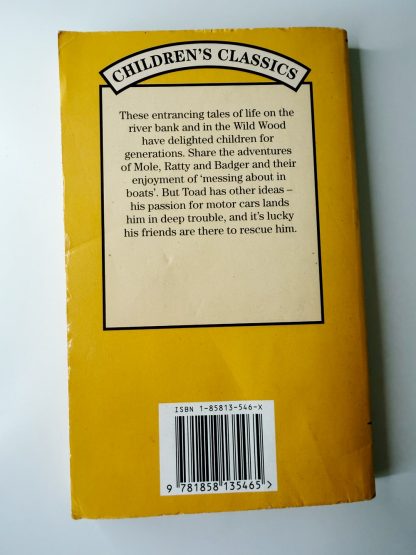 CHILDREN'S CLASSICS
These entrancing tales of life on the
river bank and in the Wild Wood
have delighted children for
generations. Share the adventures
of Mole, Ratty and Badger and their
enjoyment of ‘messing about in
boats’. But Toad has other ideas –
his passion for motor cars lands
him in deep trouble, and it's lucky
his friends are there to rescue him.
ISBN 1-85813-546-X
9 781858 135465 >